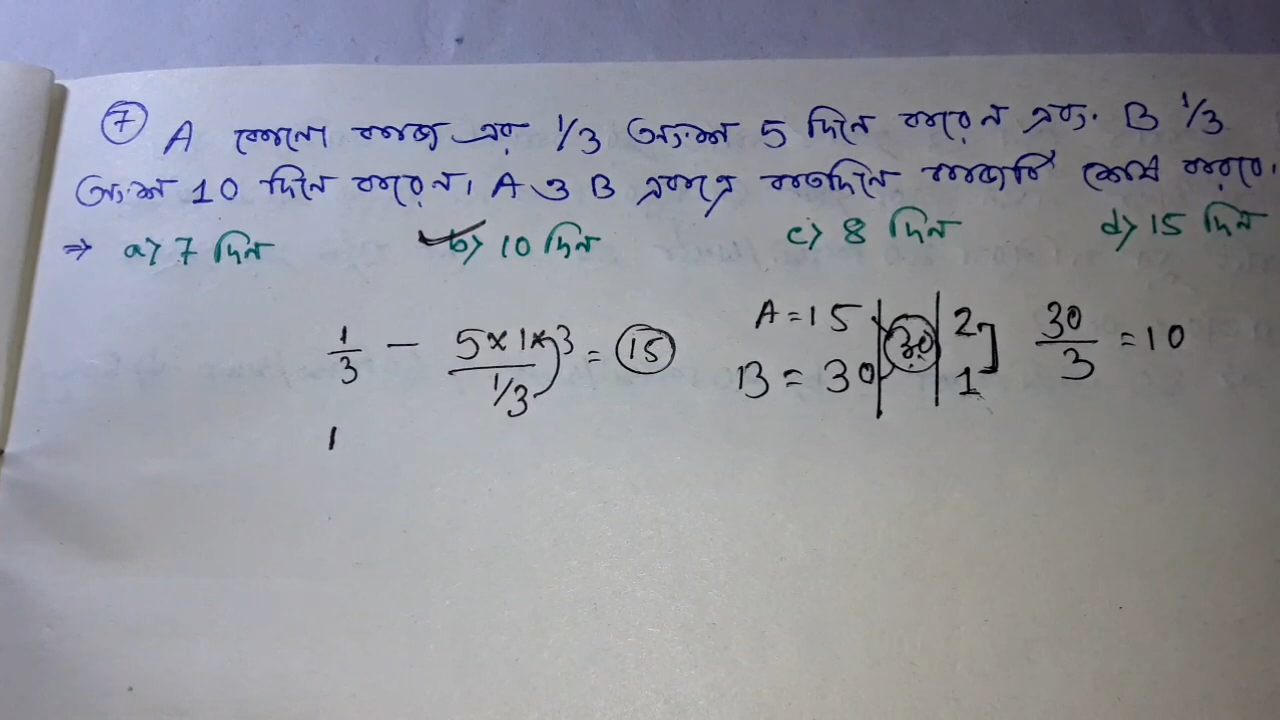 7 A কোনো কাজ এর 1/3 অংশ 5 দিনে করেন এবং B 1/3
অংশ 10 দিনে করেন। A ও B একত্রে কতদিনে কাজটি শেষ করবে।
⇒ a> 7 দিন b> 10 দিন c> 8 দিন d> 15 দিন
1/3 - 5×1×3 / 1/3 = 15 A = 15 30 2 30/3 = 10
B = 30 1
1